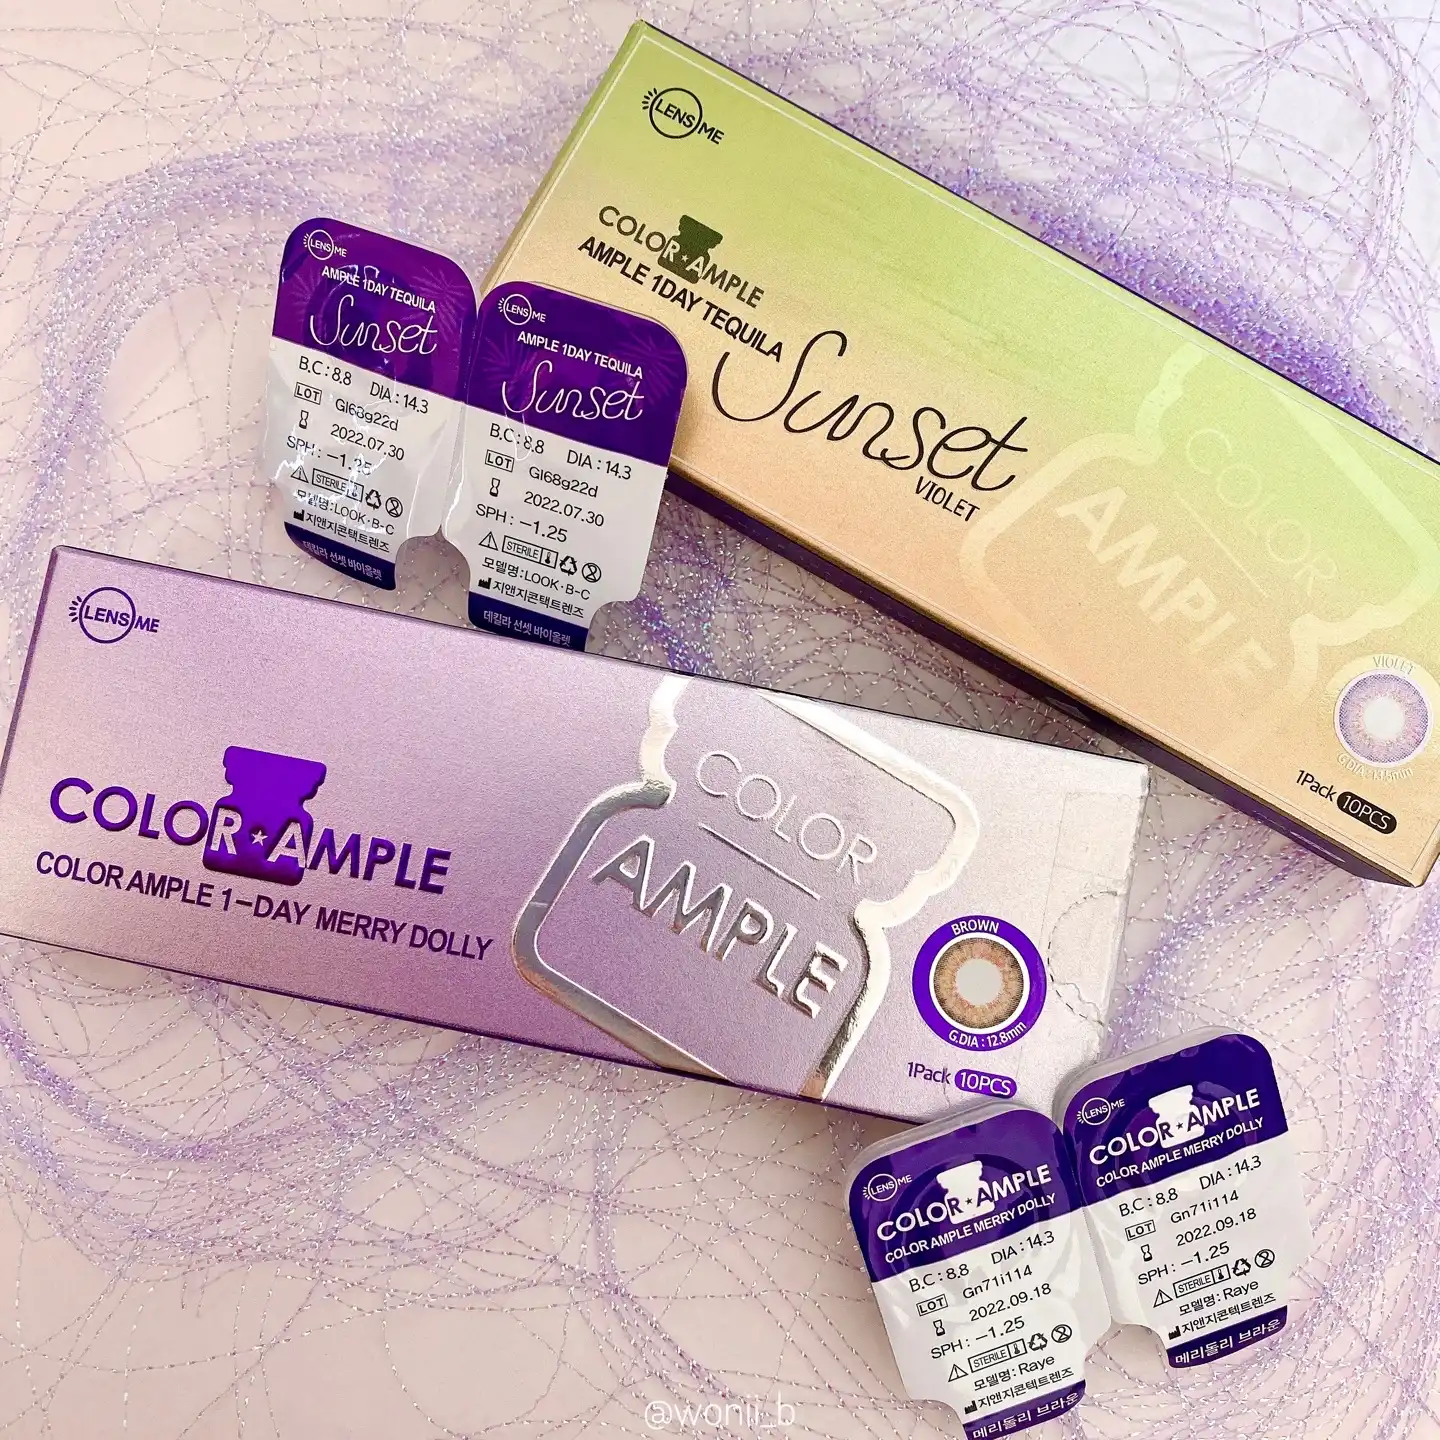 LENS ME
COLOR★AMPLE
AMPLE 1DAY TEQUILA
Sunset
VIOLET
COLOR
AMPLE
VIOLET
1Pack 10PCS
LENS ME
AMPLE 1DAY TEQUILA
Sunset
B.C : 8.8 DIA : 14.3
LOT GI68g22d
2022.07.30
SPH : -1.25
STERILE
모델명:LOOK·B-C
지앤지콘택트렌즈
데킬라 선셋 바이올렛
LENS ME
AMPLE 1DAY TEQUILA
Sunset
B.C : 8.8 DIA : 14.3
LOT GI68g22d
2022.07.30
SPH : -1.25
STERILE
모델명:LOOK·B-C
지앤지콘택트렌즈
데킬라 선셋 바이올렛
LENS ME
COLOR★AMPLE
COLOR AMPLE 1-DAY MERRY DOLLY
COLOR
AMPLE
BROWN
G.DIA : 12.8mm
1Pack 10PCS
LENS ME
COLOR★AMPLE
COLOR AMPLE MERRY DOLLY
B.C : 8.8 DIA : 14.3
LOT Gn71i114
2022.09.18
SPH : -1.25
STERILE
모델명: Raye
지앤지콘텍트렌즈
메리돌리 브라운
LENS ME
COLOR★AMPLE
COLOR AMPLE MERRY DOLLY
B.C : 8.8 DIA : 14.3
LOT Gn71i114
2022.09.18
SPH : -1.25
STERILE
모델명: Raye
지앤지콘텍트렌즈
메리돌리 브라운
@wonii_b